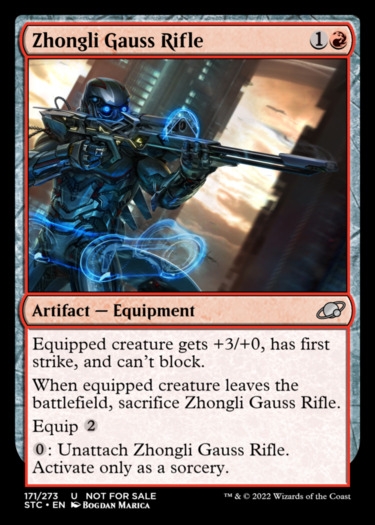 Zhongli Gauss Rifle 1
Artifact — Equipment
Equipped creature gets +3/+0, has first
strike, and can't block.
When equipped creature leaves the
battlefield, sacrifice Zhongli Gauss Rifle.
Equip 2
0: Unattach Zhongli Gauss Rifle.
Activate only as a sorcery.
171/273 U NOT FOR SALE
STC • EN Bogdan Marica
™ & © 2022 Wizards of the Coast